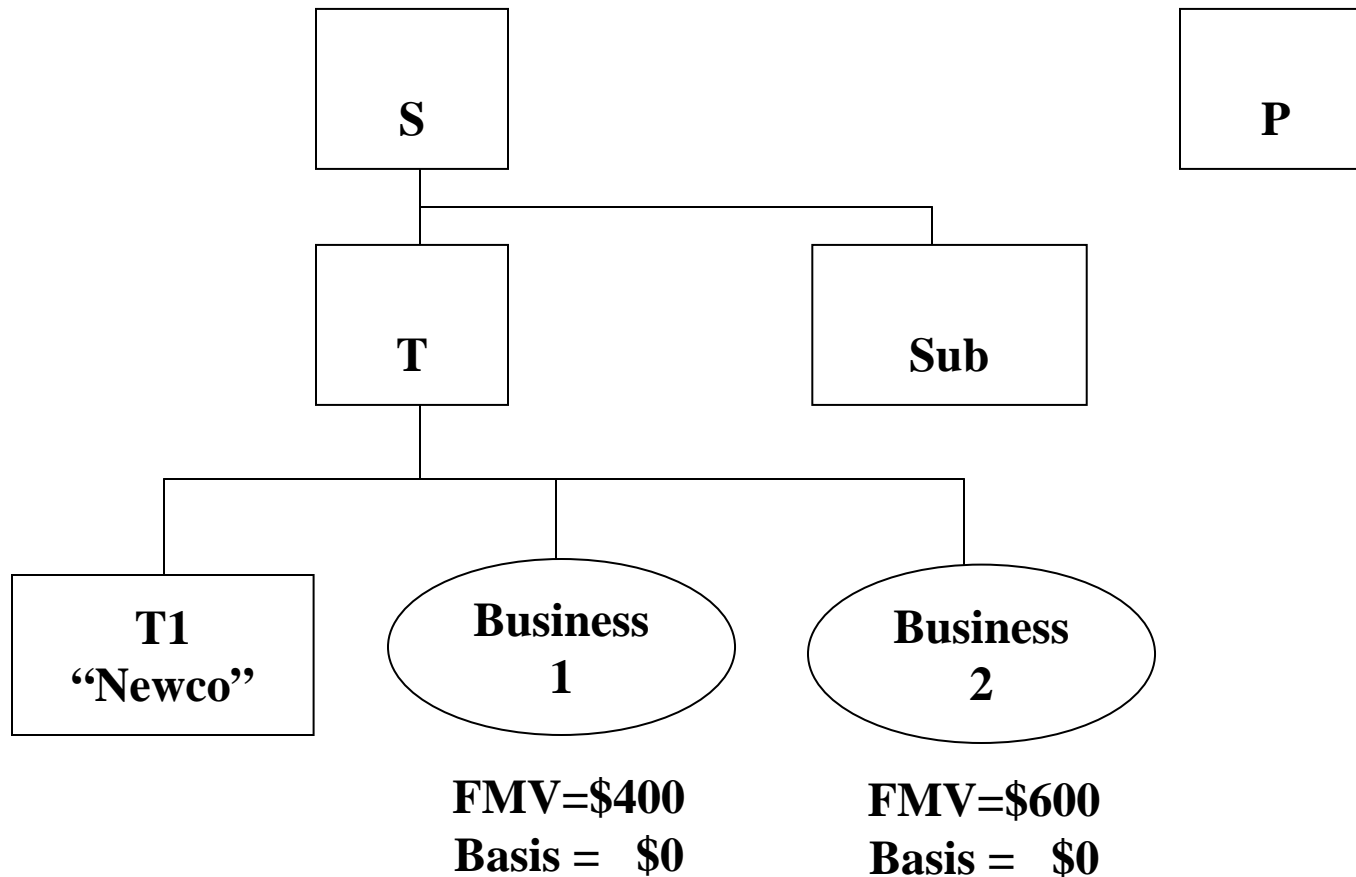 S
P
T
Sub
T1
“Newco”
Business
1
Business
2
FMV=$400
Basis = $0
FMV=$600
Basis = $0